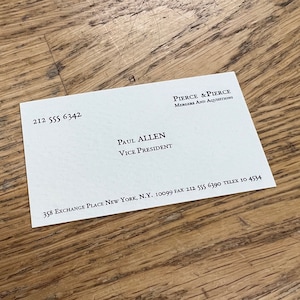 212 555 6342
Pierce & Pierce
Mergers And Aquisitions
Paul ALLEN
Vice President
358 Exchange Place New York, N.Y. 10099 fax 212 555 6390 telex 10 4534